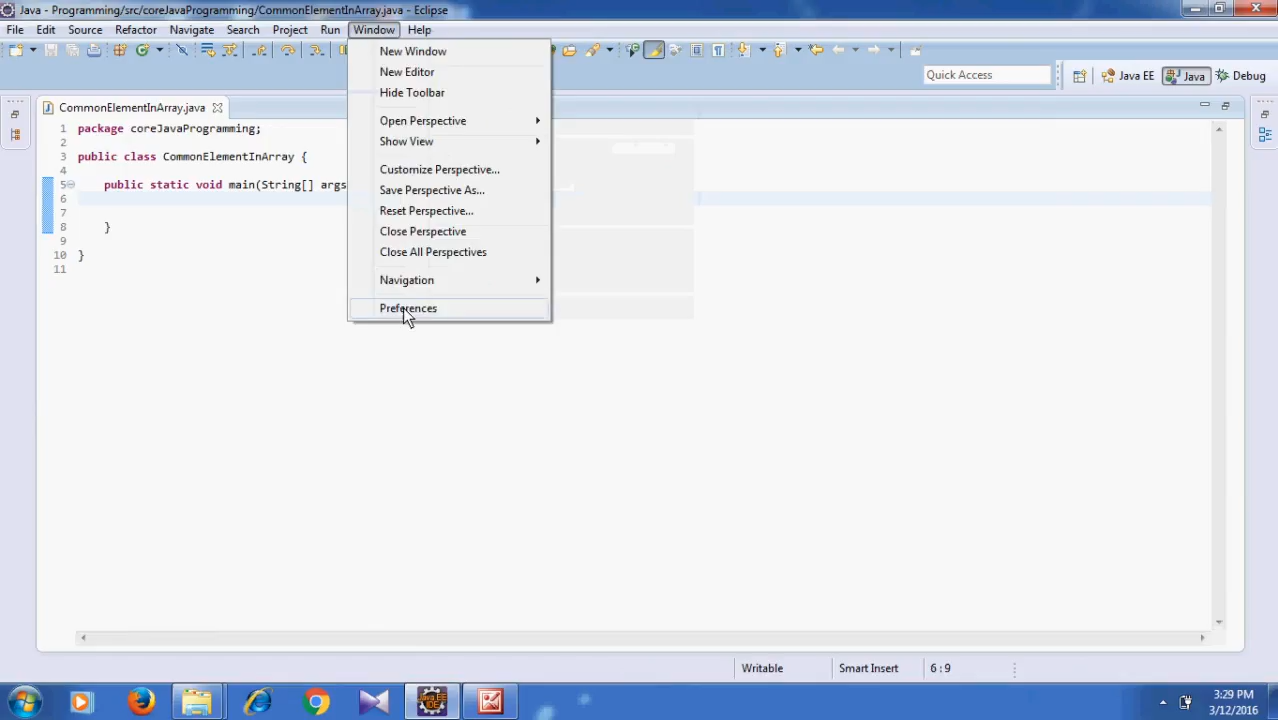 Java - Programming/src/coreJavaProgramming/CommonElementInArray.java - Eclipse
File Edit Source Refactor Navigate Search Project Run Window Help
New Window
New Editor
Hide Toolbar
Open Perspective
Show View
Customize Perspective...
Save Perspective As...
Reset Perspective...
Close Perspective
Close All Perspectives
Navigation
Preferences
Quick Access Java EE Java Debug
CommonElementInArray.java
1 package coreJavaProgramming;
2
3 public class CommonElementInArray {
4
5 public static void main(String[] args
6
7
8 }
9
10 }
11
Writable Smart Insert 6 : 9
Java EE
IDE
3:29 PM
3/12/2016